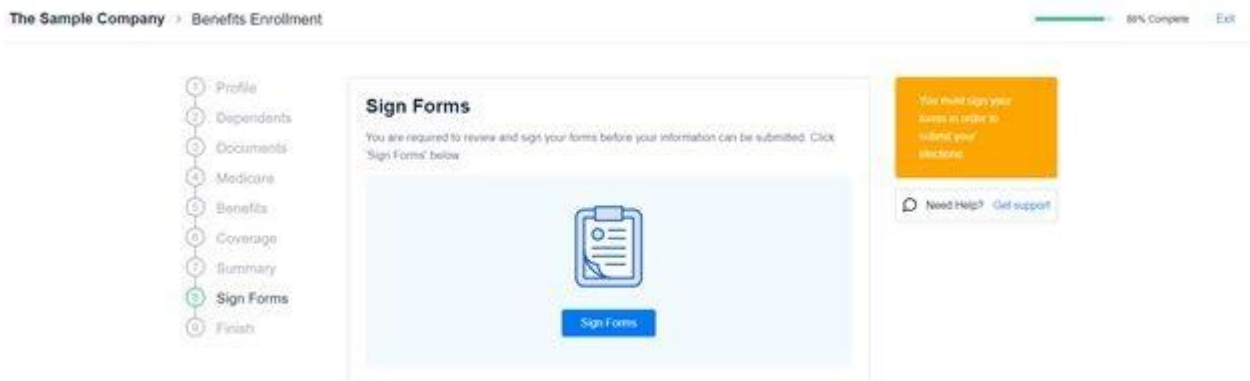 The Sample Company > Benefits Enrollment
88% Complete Exit
1 Profile
2 Dependents
3 Documents
4 Medicare
5 Benefits
6 Coverage
7 Summary
8 Sign Forms
9 Finish
Sign Forms
You are required to review and sign your forms before your information can be submitted. Click
'Sign Forms' below
Sign Forms
You must sign your
forms in order to
submit your
elections.
Need Help? Get support